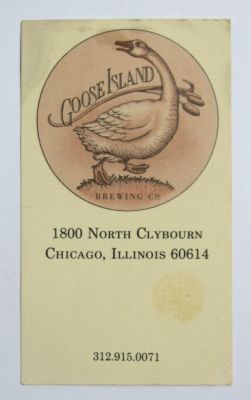 GOOSE ISLAND
BREWING CO
1800 NORTH CLYBOURN
CHICAGO, ILLINOIS 60614
312.915.0071